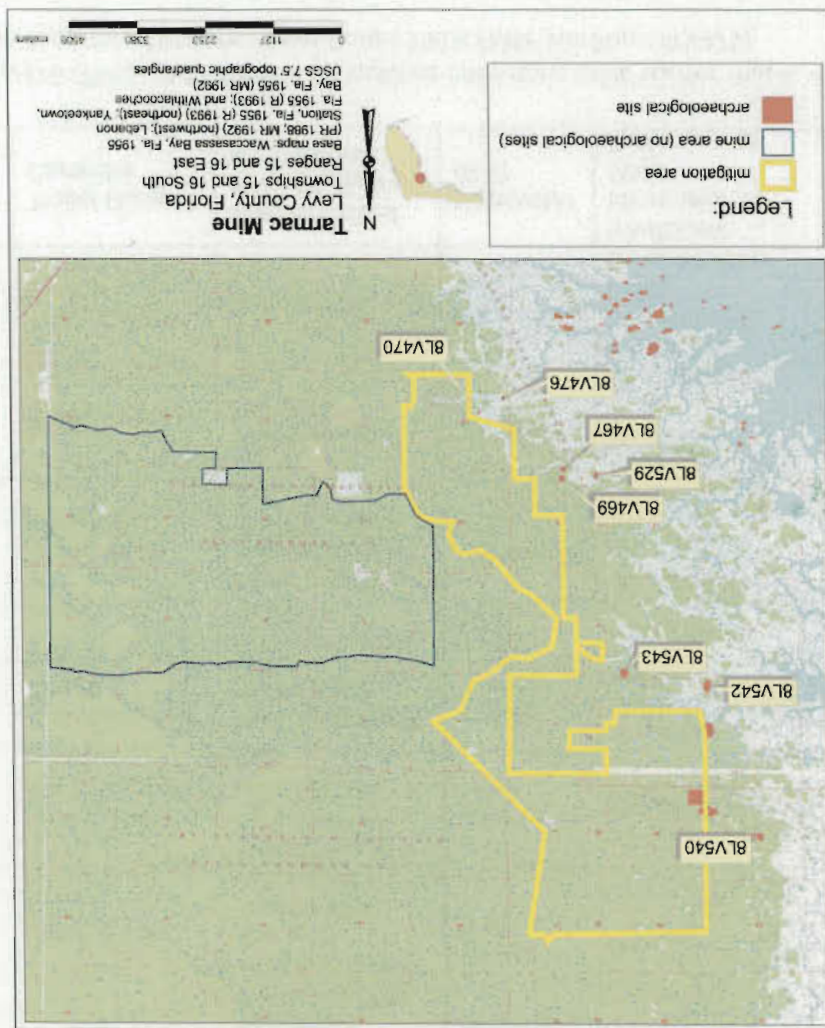 8LV540
8LV542
8LV543
8LV469
8LV529
8LV467
8LV476
8LV470
Legend:
mitigation area
mine area (no archaeological sites)
archaeological site
N
Tarmac Mine
Levy County, Florida
Townships 15 and 16 South
Ranges 15 and 16 East
Base maps: Waccasassa Bay, Fla. 1955
(PR 1988; MR 1992) (northwest); Lebanon
Station, Fla. 1955 (R 1993) (northeast); Yankeetown,
Fla. 1955 (R 1993); and Withlacoochee
Bay, Fla. 1955 (MR 1992)
USGS 7.5' topographic quadrangles
0 1127 2253 3380 4506 meters